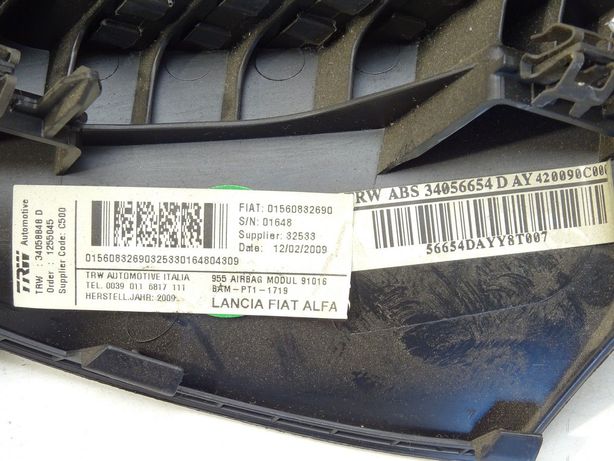 TRW Automotive
TRW : 34058848 D
Order : 1255045
Supplier Code: C500
FIAT: 01560832690
S/N: 01648
Supplier: 32533
Date: 12/02/2009
01560832690325330164804309
TRW AUTOMOTIVE ITALIA
TEL. 0039 011 6817 111
HERSTELL.JAHR: 2009
955 AIRBAG MODUL 91016
BAM-PT1-1719
LANCIA FIAT ALFA
RW ABS 34056654 D AY 420090C00
56654DAYY8T007